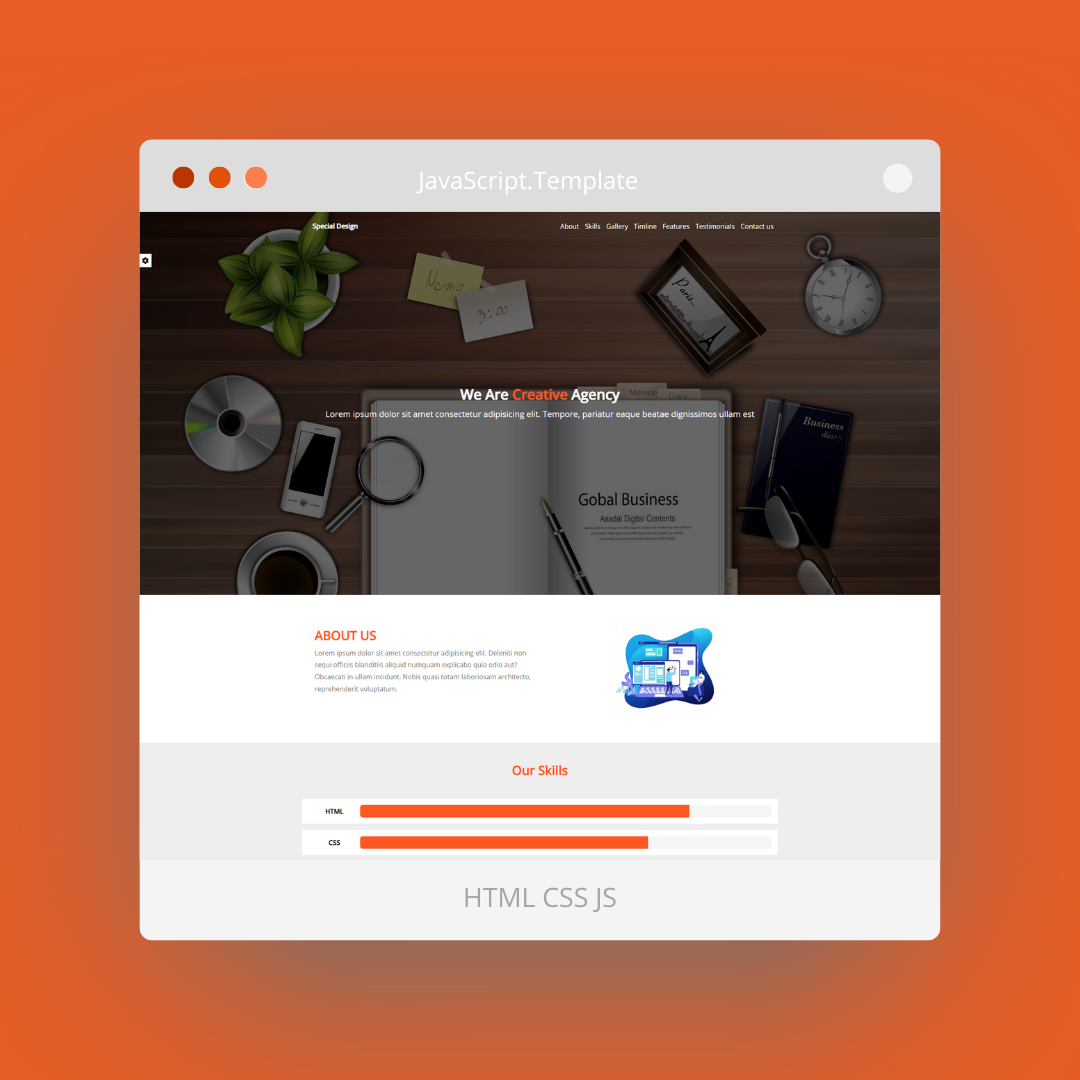 JavaScript.Template
Special Design
About Skills Gallery Timline Features Testimonials Contact us
Memo
3:00
Paris...
We Are Creative Agency
Memon
Diary
Lorem ipsum dolor sit amet consectetur adipisicing elit. Tempore, pariatur eaque beatae dignissimos ullam est
Business
diary
Gobal Business
Asadal Digital Contents
ABOUT US
Lorem ipsum dolor sit amet consectetur adipisicing elit. Deleniti non
sequi officiis blanditiis aliquid numquam explicabo quia odio aut?
Obcaecati in ullam incidunt. Nobis quasi totam laboriosam architecto,
reprehenderit voluptatum.
Our Skills
HTML
CSS
HTML CSS JS